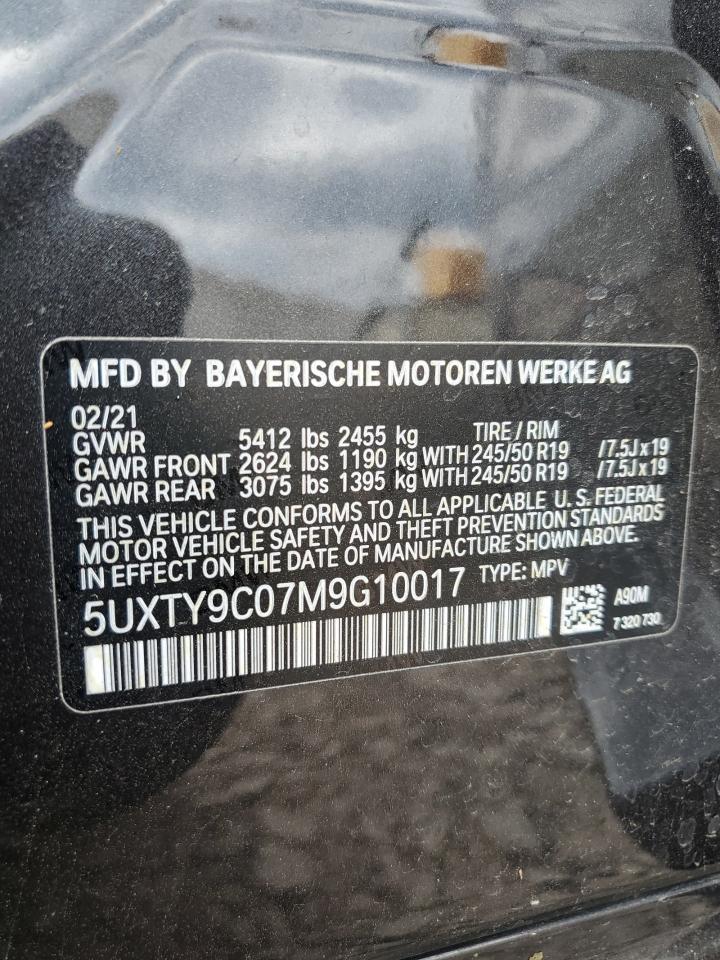 MFD BY BAYERISCHE MOTOREN WERKE AG
02/21
GVWR 5412 lbs 2455 kg TIRE / RIM
GAWR FRONT 2624 lbs 1190 kg WITH 245/50 R19 /7.5J x 19
GAWR REAR 3075 lbs 1395 kg WITH 245/50 R19 /7.5J x 19
THIS VEHICLE CONFORMS TO ALL APPLICABLE U.S. FEDERAL
MOTOR VEHICLE SAFETY AND THEFT PREVENTION STANDARDS
IN EFFECT ON THE DATE OF MANUFACTURE SHOWN ABOVE.
5UXTY9C07M9G10017 TYPE: MPV
A90M
7 320 730